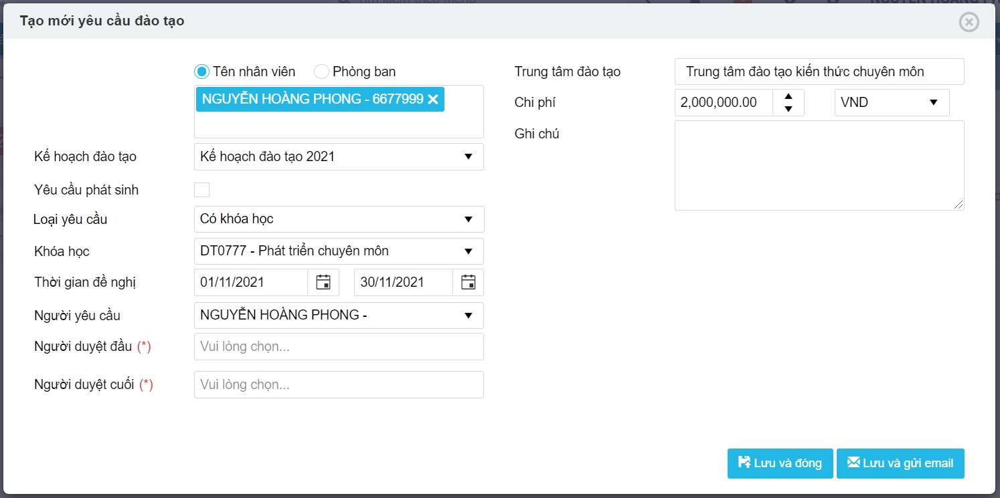 Tạo mới yêu cầu đào tạo
Tên nhân viên Phòng ban
NGUYỄN HOÀNG PHONG - 6677999
Kế hoạch đào tạo Kế hoạch đào tạo 2021
Yêu cầu phát sinh
Loại yêu cầu Có khóa học
Khóa học DT0777 - Phát triển chuyên môn
Thời gian đề nghị 01/11/2021 30/11/2021
Người yêu cầu NGUYỄN HOÀNG PHONG -
Người duyệt đầu (*) Vui lòng chọn...
Người duyệt cuối (*) Vui lòng chọn...
Trung tâm đào tạo Trung tâm đào tạo kiến thức chuyên môn
Chi phí 2,000,000.00 VND
Ghi chú
Lưu và đóng Lưu và gửi email